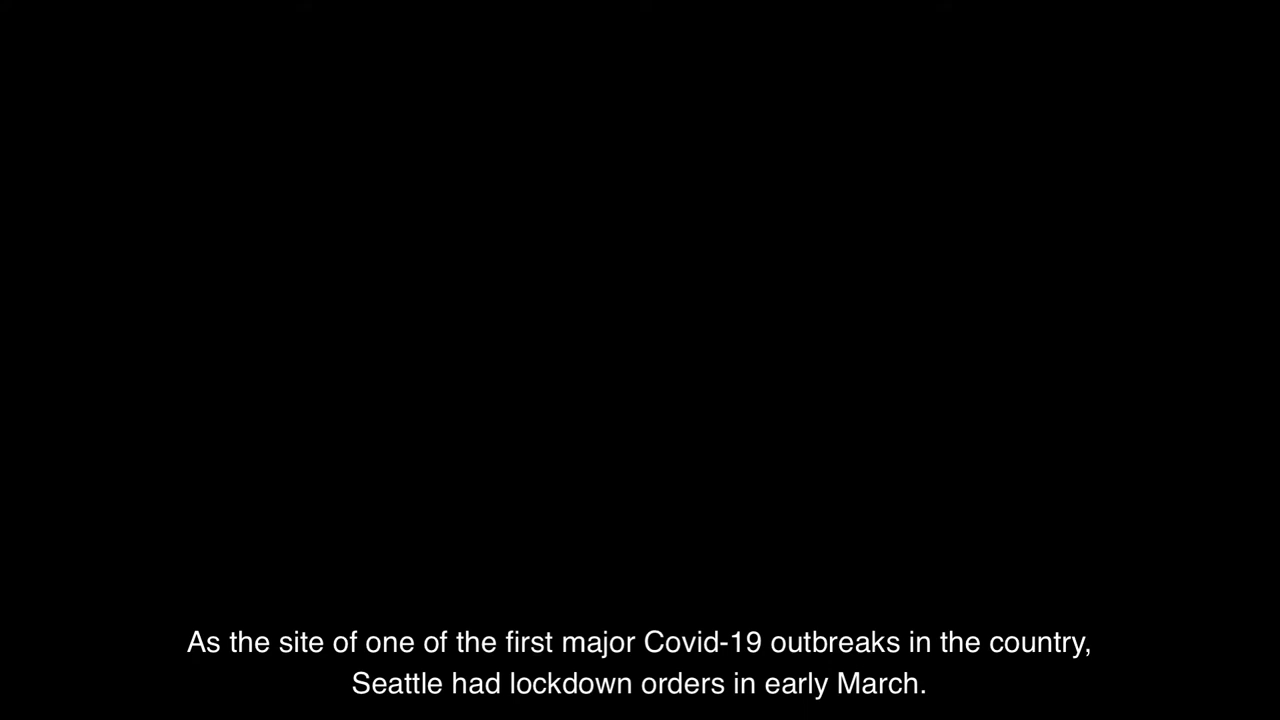 As the site of one of the first major Covid-19 outbreaks in the country,
Seattle had lockdown orders in early March.